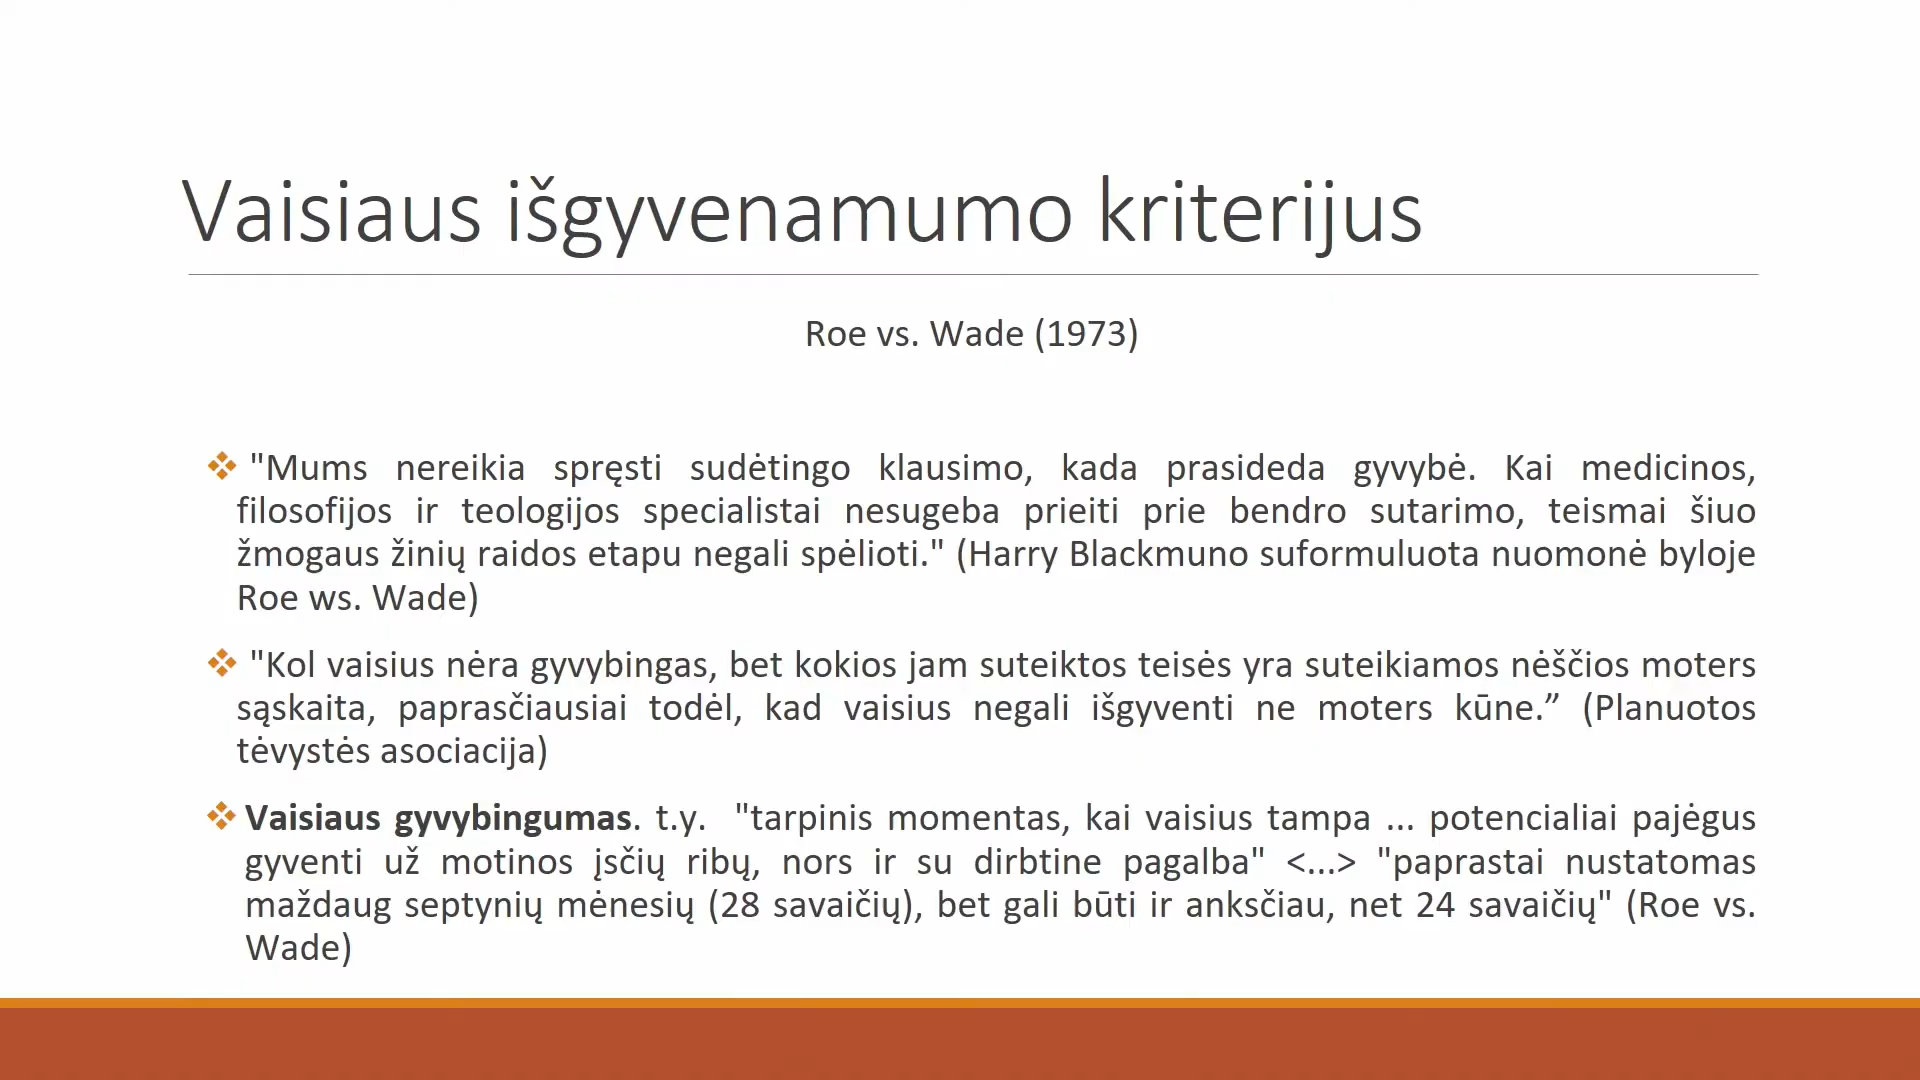 Vaisiaus išgyvenamumo kriterijus
Roe vs. Wade (1973)
"Mums nereikia spręsti sudėtingo klausimo, kada prasideda gyvybė. Kai medicinos,
filosofijos ir teologijos specialistai nesugeba prieiti prie bendro sutarimo, teismai šiuo
žmogaus žinių raidos etapu negali spėlioti." (Harry Blackmuno suformuluota nuomonė byloje
Roe ws. Wade)
"Kol vaisius nėra gyvybingas, bet kokios jam suteiktos teisės yra suteikiamos nėščios moters
sąskaita, paprasčiausiai todėl, kad vaisius negali išgyventi ne moters kūne.” (Planuotos
tėvystės asociacija)
Vaisiaus gyvybingumas. t.y. "tarpinis momentas, kai vaisius tampa ... potencialiai pajėgus
gyventi už motinos įsčių ribų, nors ir su dirbtine pagalba" <...> "paprastai nustatomas
maždaug septynių mėnesių (28 savaičių), bet gali būti ir anksčiau, net 24 savaičių" (Roe vs.
Wade)